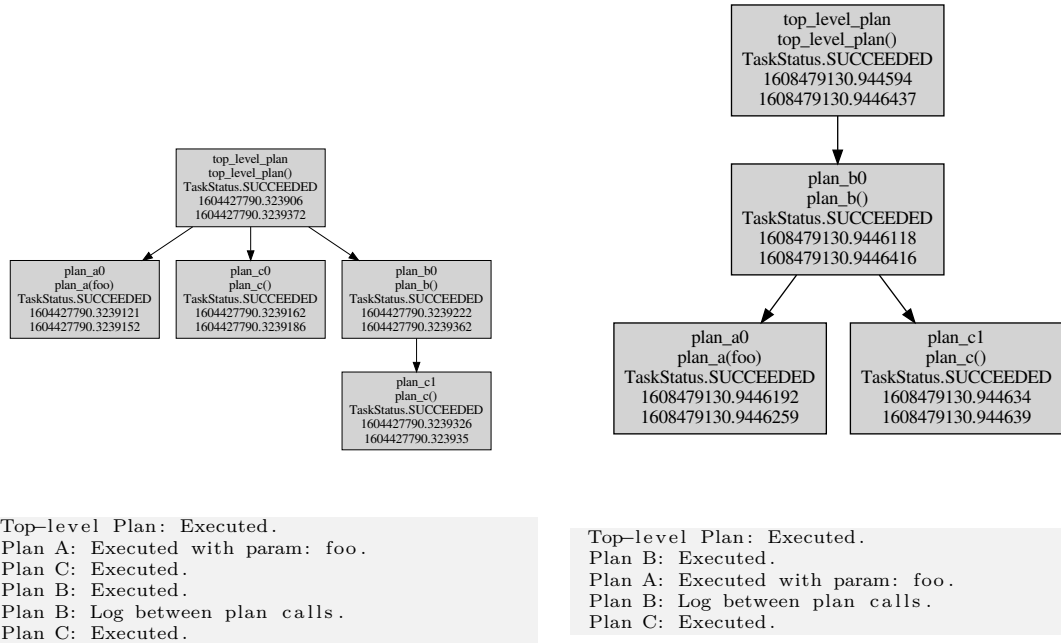 top_level_plan
top_level_plan()
TaskStatus.SUCCEEDED
1604427790.323906
1604427790.3239372
plan_a0
plan_a(foo)
TaskStatus.SUCCEEDED
1604427790.3239121
1604427790.3239152
plan_c0
plan_c()
TaskStatus.SUCCEEDED
1604427790.3239162
1604427790.3239186
plan_b0
plan_b()
TaskStatus.SUCCEEDED
1604427790.3239222
1604427790.3239362
plan_c1
plan_c()
TaskStatus.SUCCEEDED
1604427790.3239326
1604427790.323935
Top-level Plan: Executed.
Plan A: Executed with param: foo.
Plan C: Executed.
Plan B: Executed.
Plan B: Log between plan calls.
Plan C: Executed.
top_level_plan
top_level_plan()
TaskStatus.SUCCEEDED
1608479130.944594
1608479130.9446437
plan_b0
plan_b()
TaskStatus.SUCCEEDED
1608479130.9446118
1608479130.9446416
plan_a0
plan_a(foo)
TaskStatus.SUCCEEDED
1608479130.9446192
1608479130.9446259
plan_c1
plan_c()
TaskStatus.SUCCEEDED
1608479130.944634
1608479130.944639
Top-level Plan: Executed.
Plan B: Executed.
Plan A: Executed with param: foo.
Plan B: Log between plan calls.
Plan C: Executed.